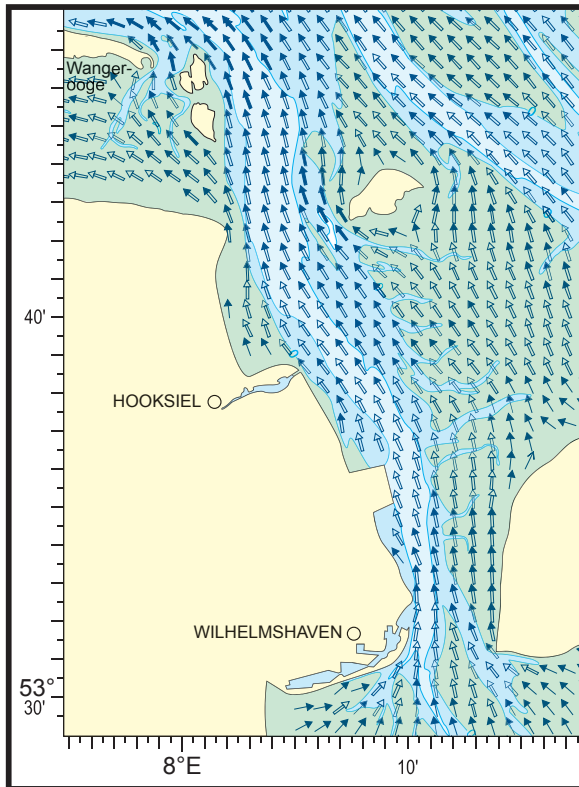 Wanger-
ooge
40'
HOOKSIEL
WILHELMSHAVEN
53°
30'
8°E
10'